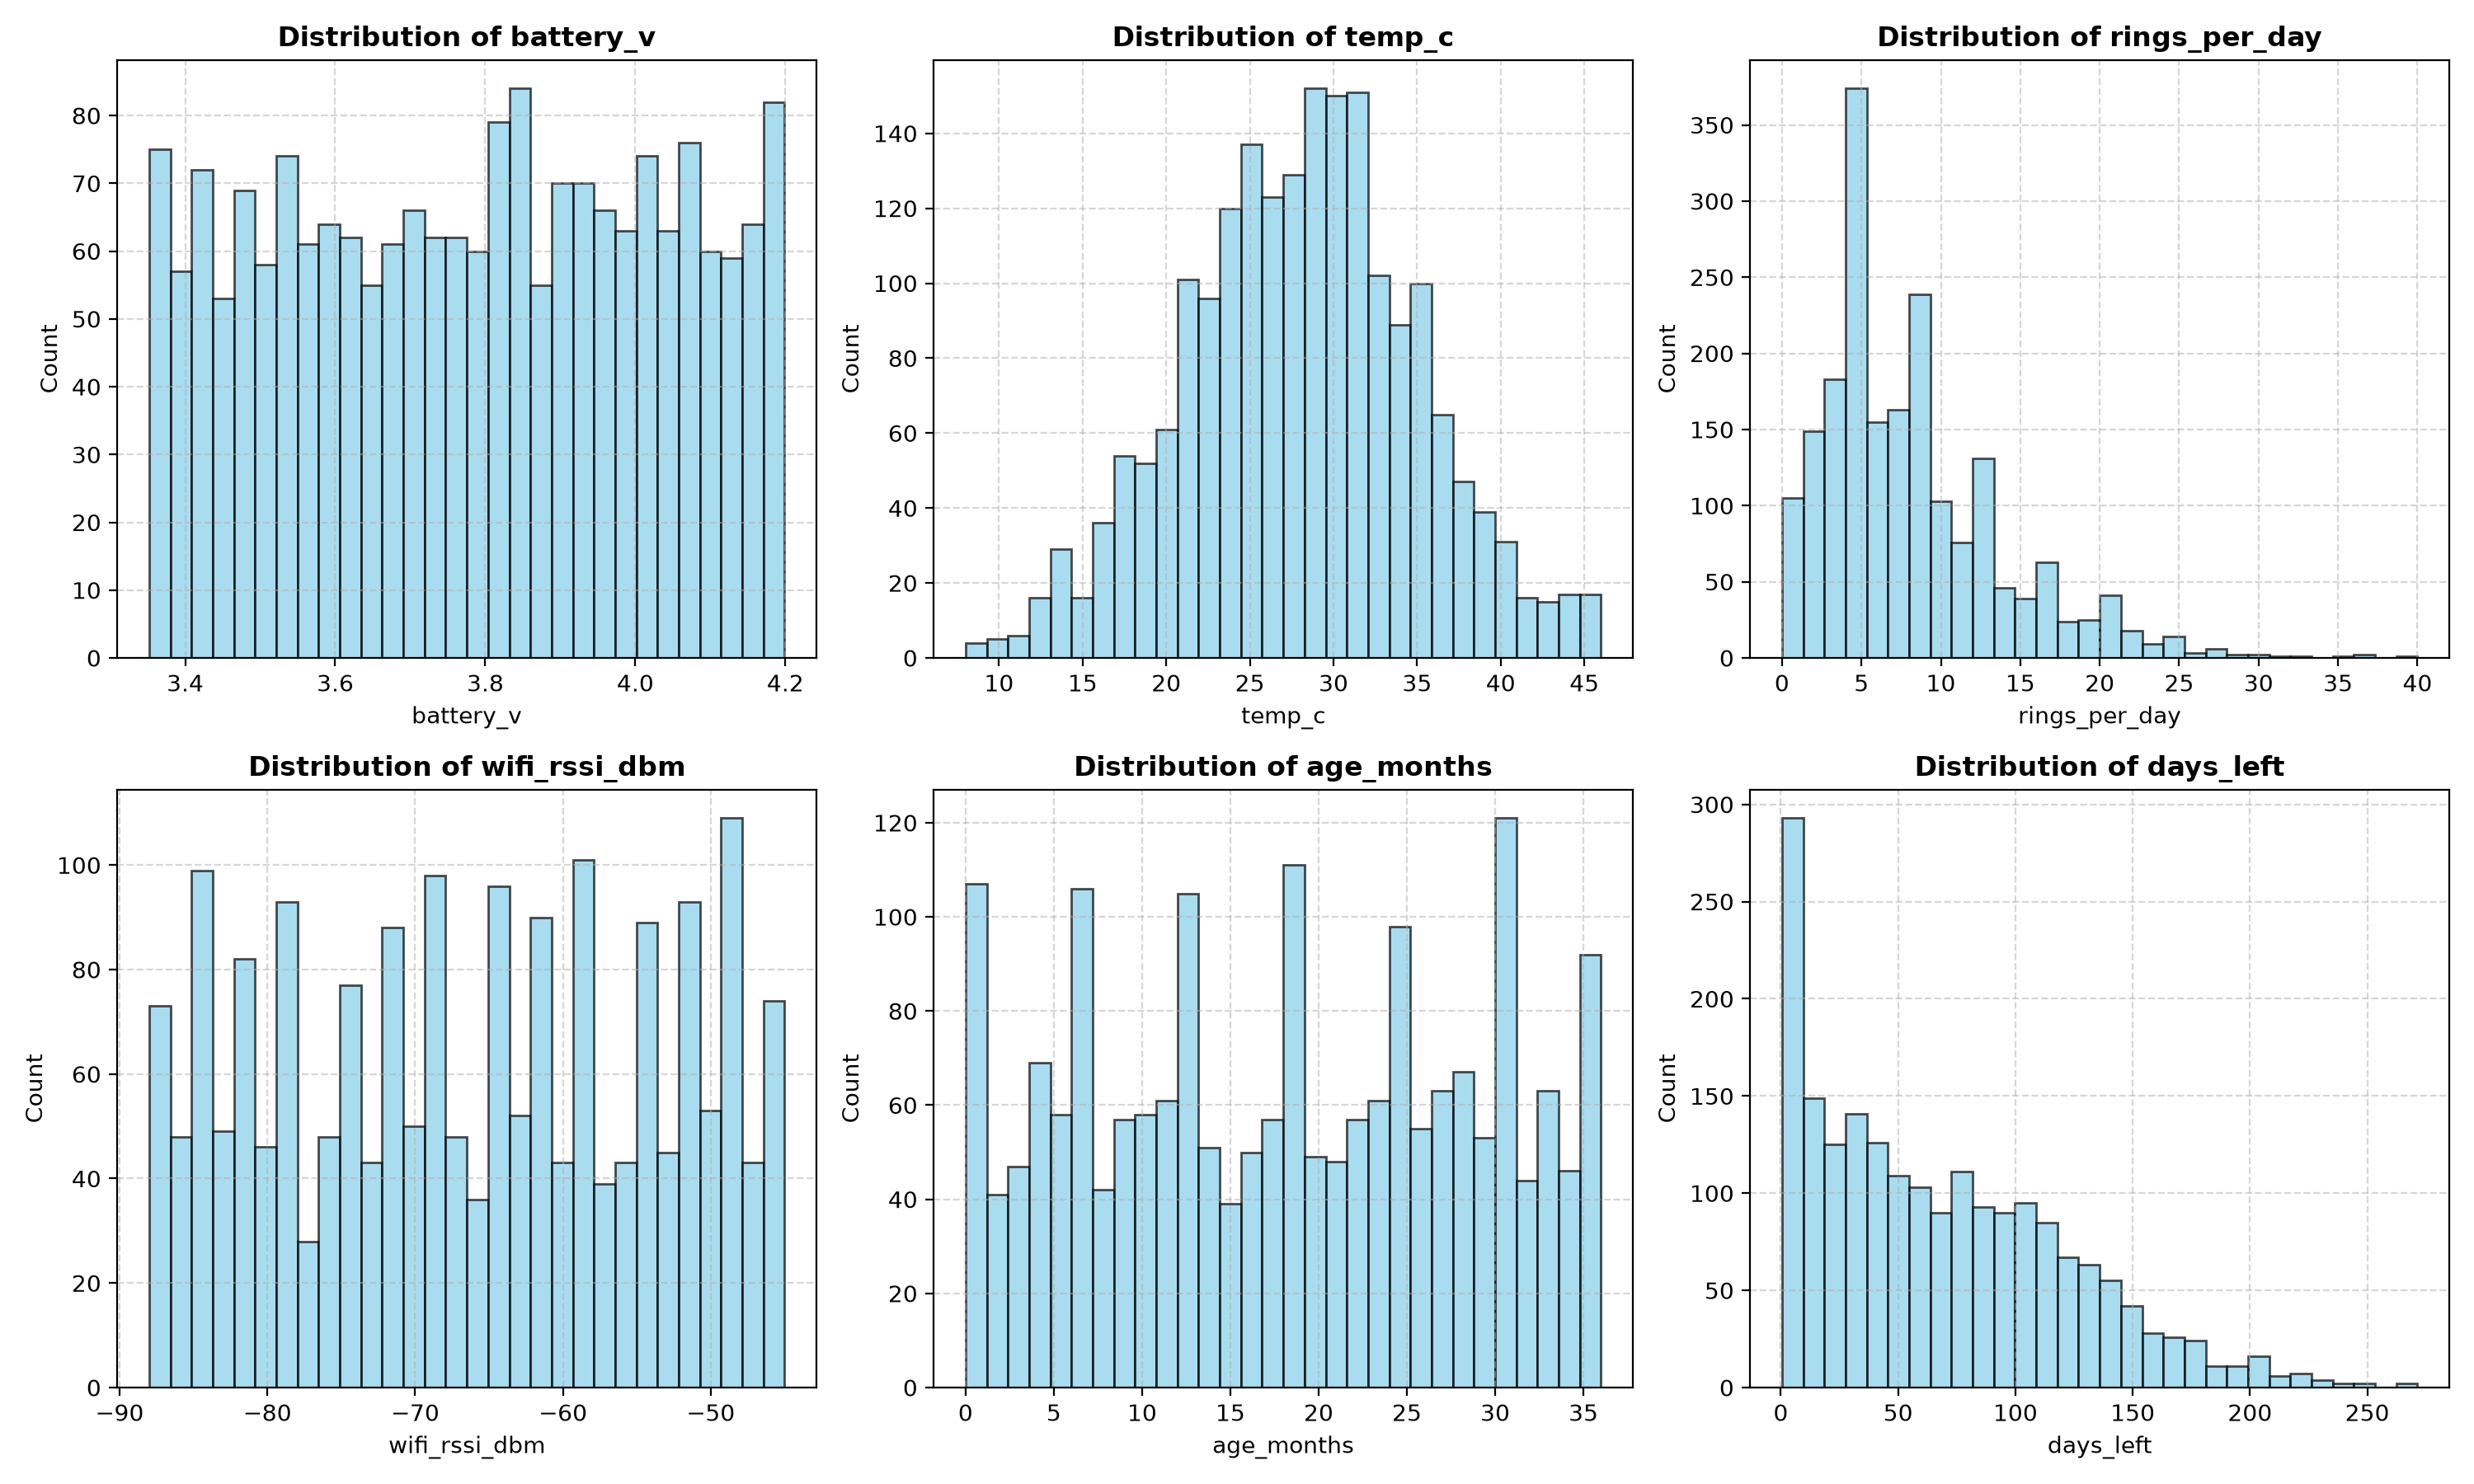 Distribution of battery_v
Count
80
70
60
50
40
30
20
10
0
3.4 3.6 3.8 4.0 4.2
battery_v
Distribution of temp_c
Count
140
120
100
80
60
40
20
0
10 15 20 25 30 35 40 45
temp_c
Distribution of rings_per_day
Count
350
300
250
200
150
100
50
0
0 5 10 15 20 25 30 35 40
rings_per_day
Distribution of wifi_rssi_dbm
Count
100
80
60
40
20
0
−90 −80 −70 −60 −50
wifi_rssi_dbm
Distribution of age_months
Count
120
100
80
60
40
20
0
0 5 10 15 20 25 30 35
age_months
Distribution of days_left
Count
300
250
200
150
100
50
0
0 50 100 150 200 250
days_left